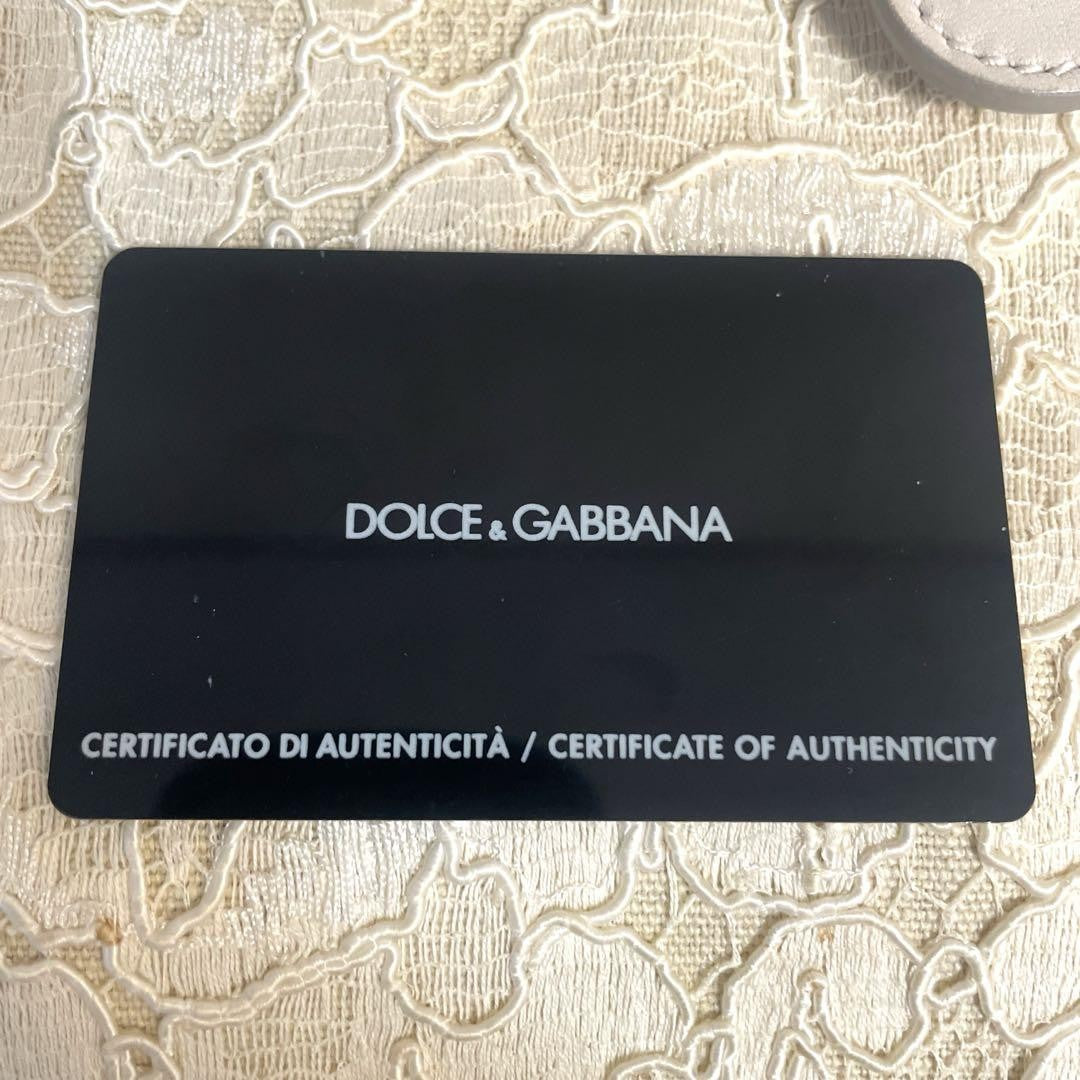 DOLCE & GABBANA
CERTIFICATO DI AUTENTICITÀ / CERTIFICATE OF AUTHENTICITY